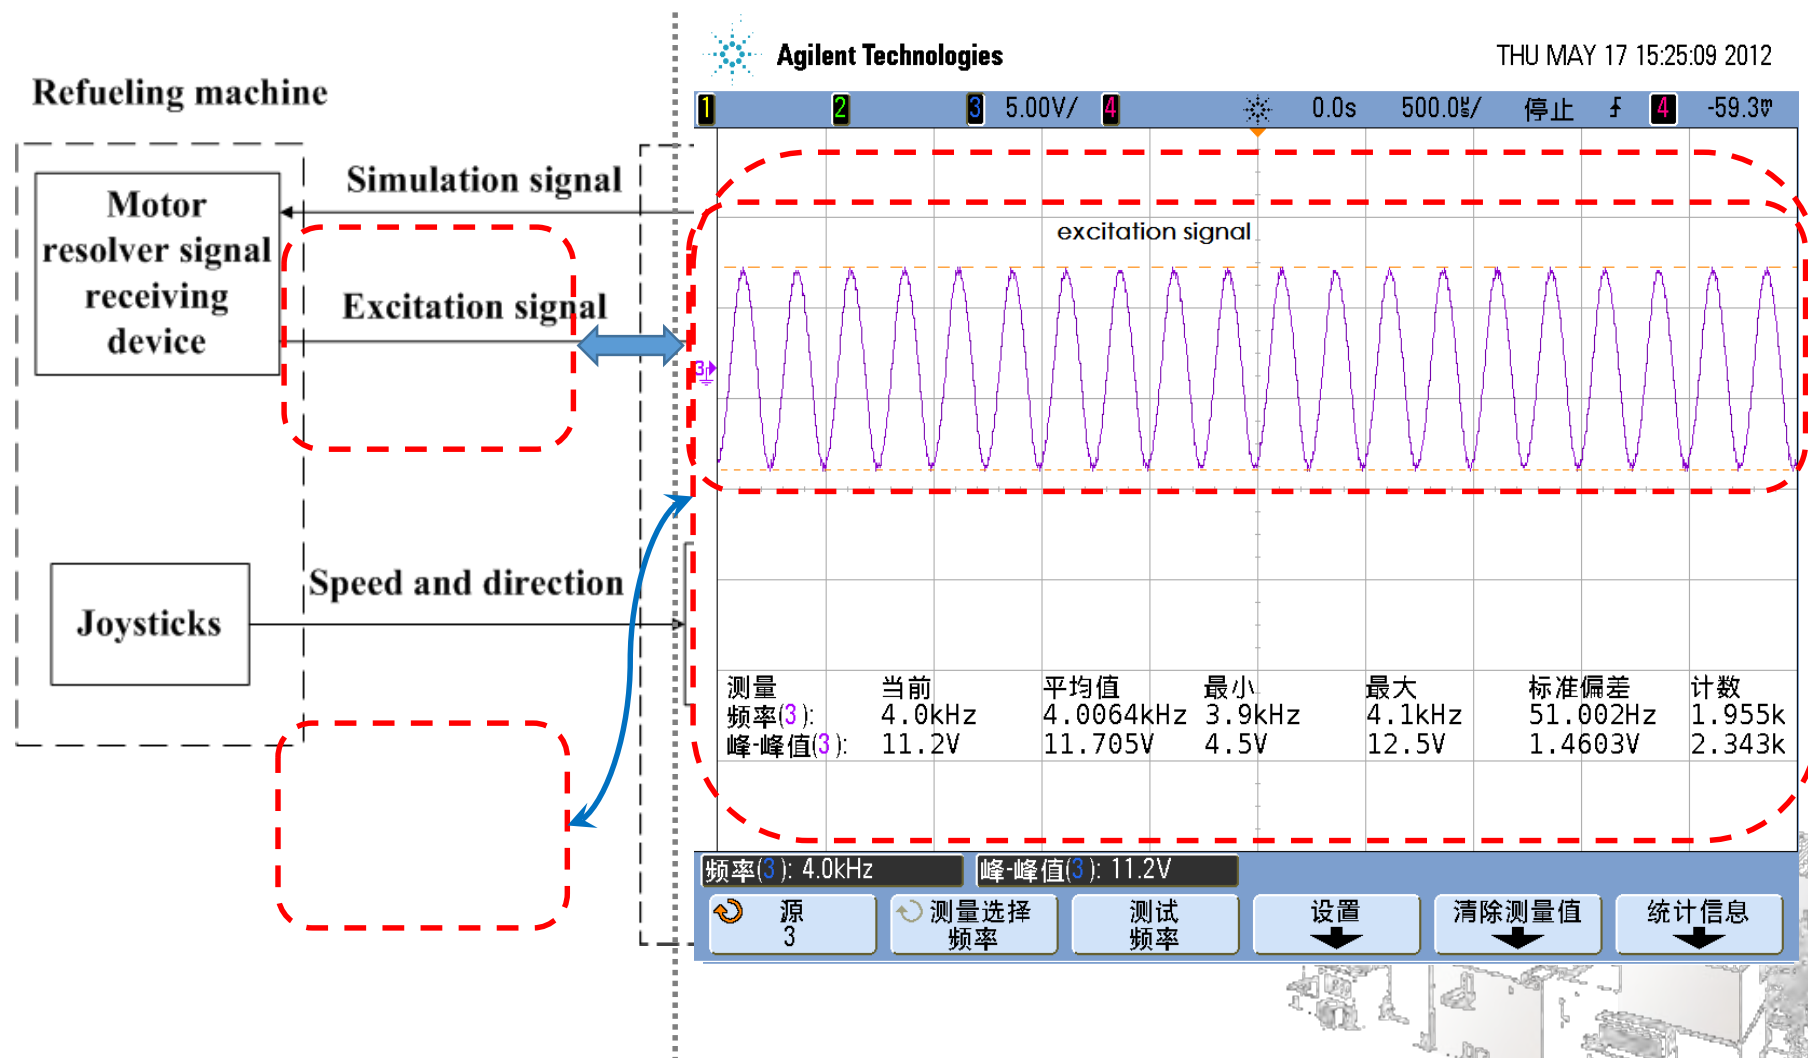 Agilent Technologies
THU MAY 17 15:25:09 2012
Refueling machine
1 2 3 5.00V/ 4 0.0s 500.0㎲/ 停止 4 -59.3mV
Simulation signal
Motor
resolver signal
receiving
device
excitation signal
Excitation signal
3
Speed and direction
Joysticks
测量 当前 平均值 最小 最大 标准偏差 计数
频率(3): 4.0kHz 4.0064kHz 3.9kHz 4.1kHz 51.002Hz 1.955k
峰-峰值(3): 11.2V 11.705V 4.5V 12.5V 1.4603V 2.343k
频率(3): 4.0kHz 峰-峰值(3): 11.2V
源
3
测量选择
频率
测试
频率
设置
清除测量值
统计信息